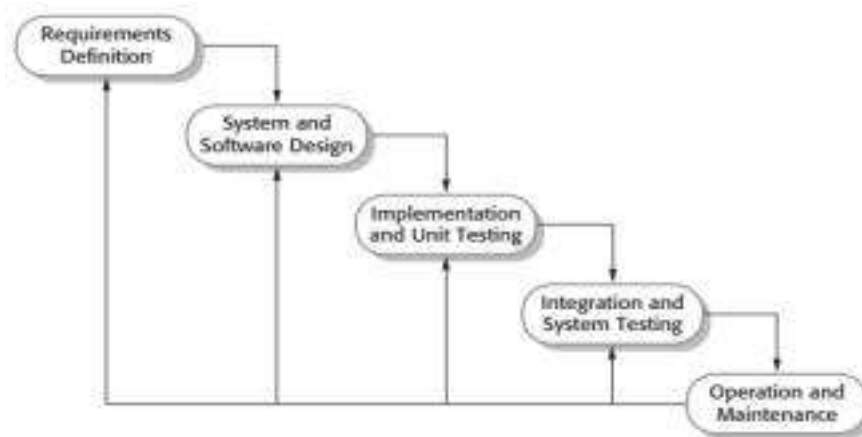 Requirements
Definition
System and
Software Design
Implementation
and Unit Testing
Integration and
System Testing
Operation and
Maintenance